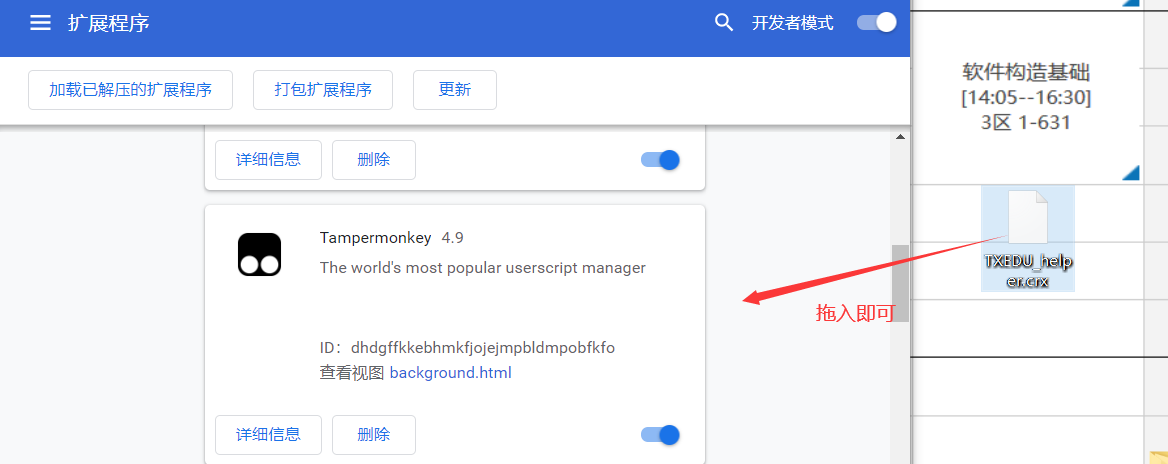 扩展程序
开发者模式
加载已解压的扩展程序
打包扩展程序
更新
详细信息
删除
Tampermonkey 4.9
The world's most popular userscript manager
ID：dhdgffkkebhmkfjojejmpbldmpobfkfo
查看视图 background.html
详细信息
删除
拖入即可
软件构造基础
[14:05--16:30]
3区 1-631
TXEDU_help
er.crx